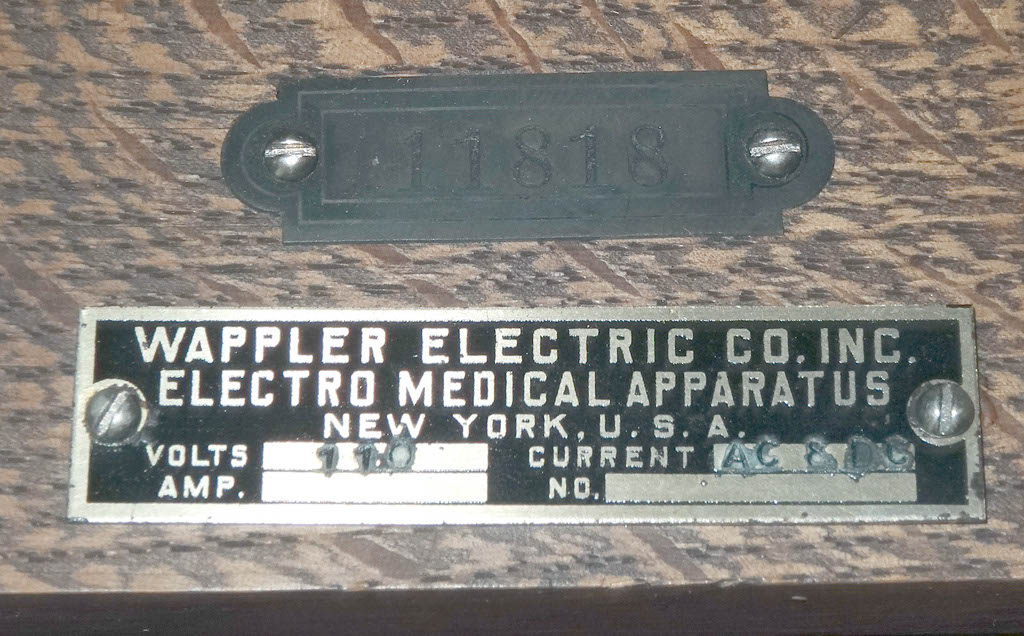 11818
WAPPLER ELECTRIC CO. INC.
ELECTRO MEDICAL APPARATUS
NEW YORK, U. S. A.
VOLTS 110 CURRENT AC & DC
AMP. NO.